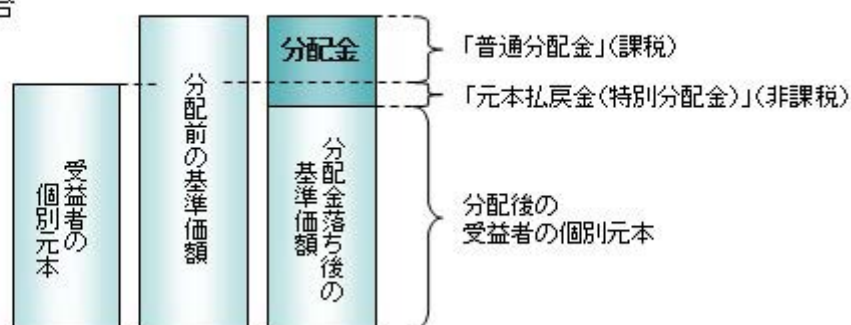 分配金
「普通分配金」(課税)
「元本払戻金(特別分配金)」(非課税)
受益者の
個別元本
分配前の基準価額
分配金落ち後の
基準価額
分配後の
受益者の個別元本